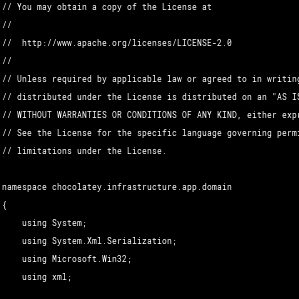 // You may obtain a copy of the License at
//
//  http://www.apache.org/licenses/LICENSE-2.0
//
// Unless required by applicable law or agreed to in writing
// distributed under the License is distributed on an "AS IS
// WITHOUT WARRANTIES OR CONDITIONS OF ANY KIND, either expr
// See the License for the specific language governing permi
// limitations under the License.

namespace chocolatey.infrastructure.app.domain
{
    using System;
    using System.Xml.Serialization;
    using Microsoft.Win32;
    using xml;